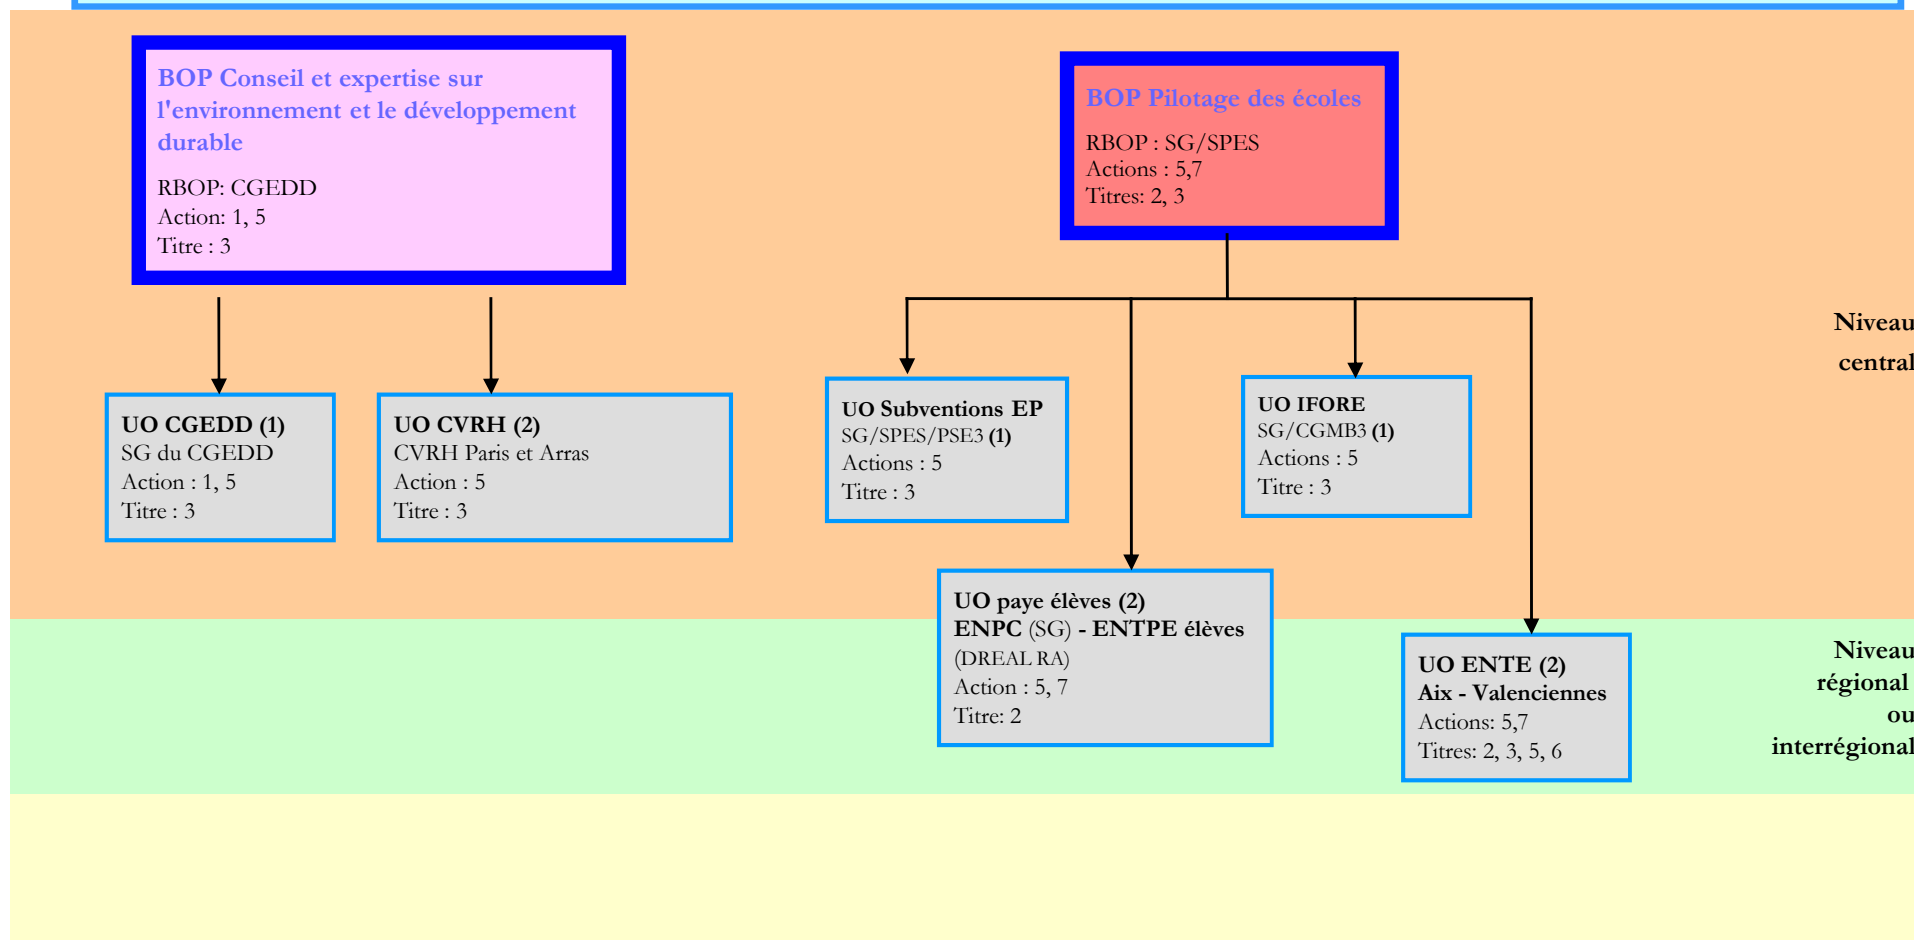 BOP Conseil et expertise sur
l'environnement et le développement
durable
RBOP: CGEDD
Action: 1, 5
Titre : 3
BOP Pilotage des écoles
RBOP : SG/SPES
Actions : 5,7
Titres: 2, 3
Niveau
central
UO CGEDD (1)
SG du CGEDD
Action : 1, 5
Titre : 3
UO CVRH (2)
CVRH Paris et Arras
Action : 5
Titre : 3
UO Subventions EP
SG/SPES/PSE3 (1)
Actions : 5
Titre : 3
UO IFORE
SG/CGMB3 (1)
Actions : 5
Titre : 3
UO paye élèves (2)
ENPC (SG) - ENTPE élèves
(DREAL RA)
Action : 5, 7
Titre: 2
UO ENTE (2)
Aix - Valenciennes
Actions: 5,7
Titres: 2, 3, 5, 6
Niveau
régional
ou
interrégional